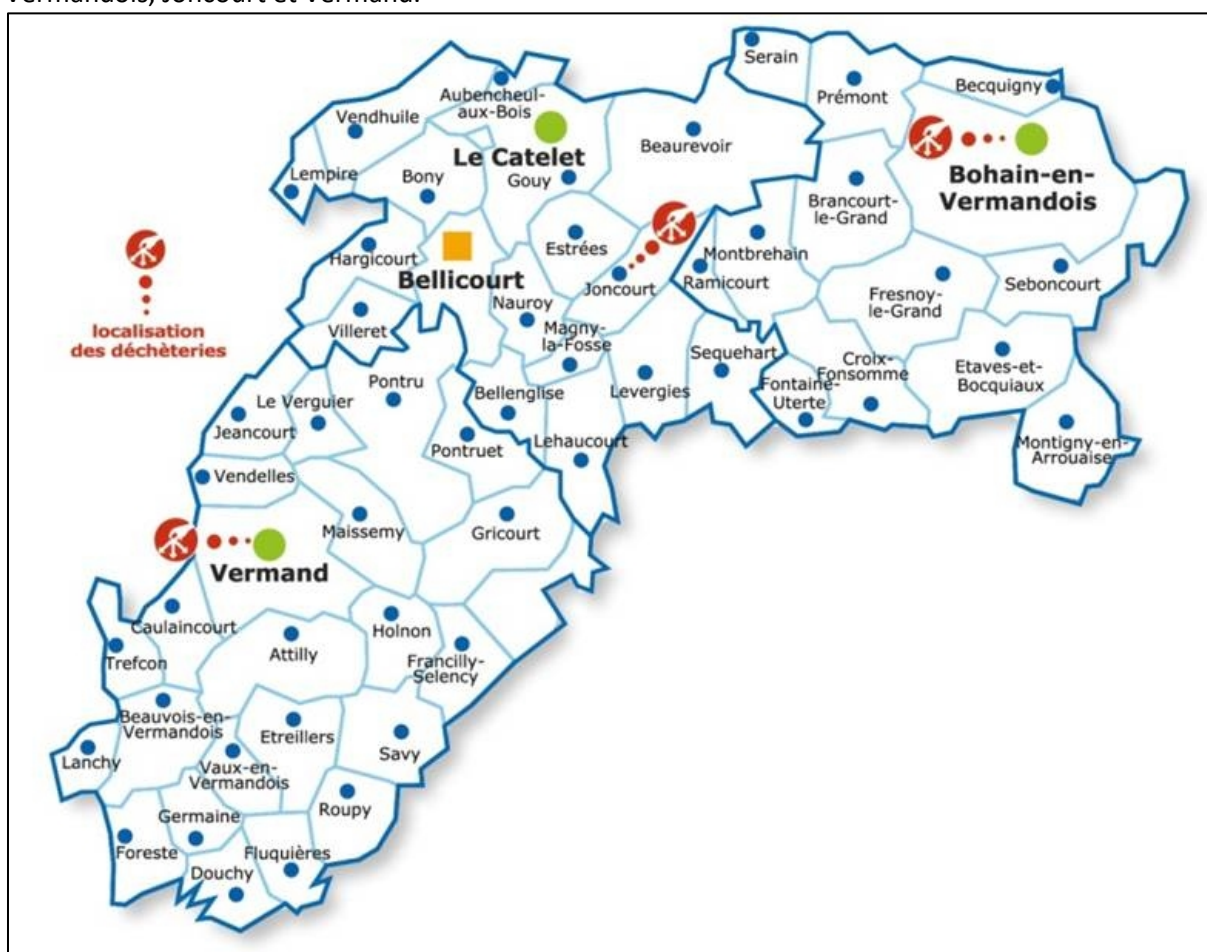 Vermandois, Joncourt et Vermand.
Serain
Becquigny
Prémont
Aubencheul-
aux-Bois
Vendhuile
Le Catelet
Beaurevoir
Bohain-en-
Vermandois
Lempire
Bony
Gouy
Brancourt-
le-Grand
Hargicourt
Estrées
Montbrehain
Bellicourt
Joncourt
Ramicourt
Fresnoy-
le-Grand
Seboncourt
Nauroy
localisation
des déchèteries
Villeret
Magny-
la-Fosse
Sequehart
Croix-
Fonsomme
Etaves-et-
Bocquiaux
Pontru
Bellenglise
Levergies
Fontaine-
Uterte
Le Verguier
Jeancourt
Lehaucourt
Montigny-en-
Arrouaise
Pontruet
Vendelles
Maissemy
Gricourt
Vermand
Caulaincourt
Holnon
Trefcon
Attilly
Francilly-
Selency
Beauvois-en-
Vermandois
Etreillers
Savy
Lanchy
Vaux-en-
Vermandois
Germaine
Roupy
Foreste
Fluquières
Douchy